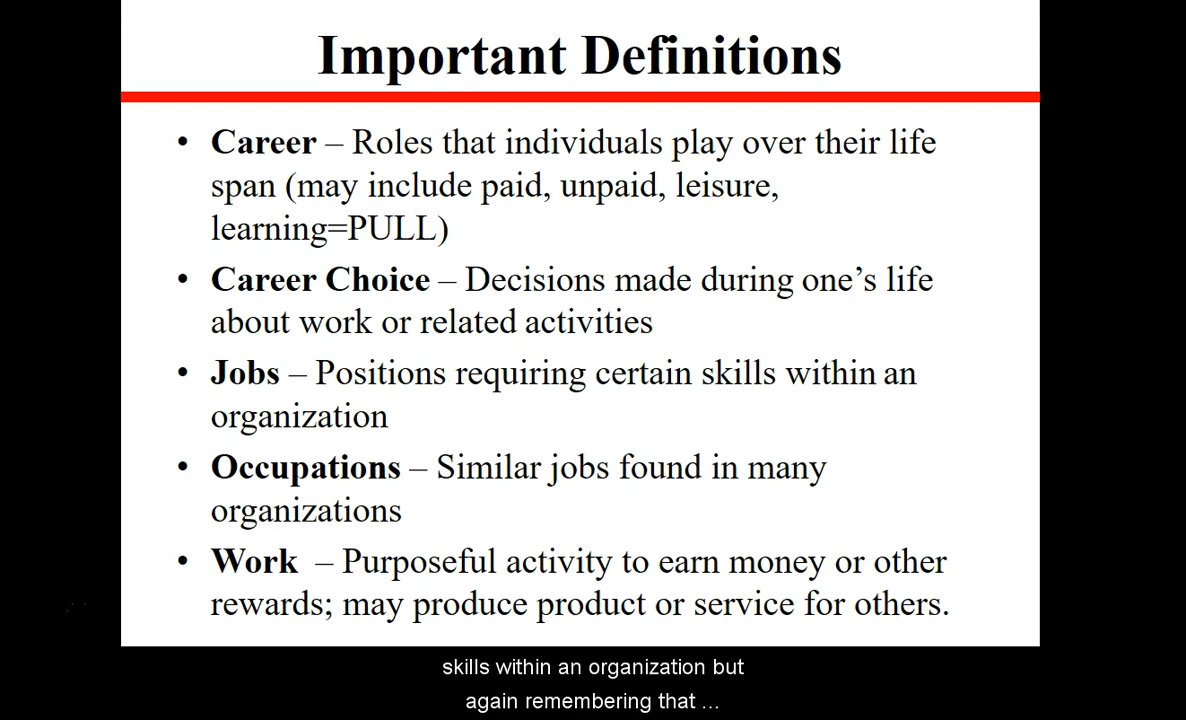 Important Definitions
• Career – Roles that individuals play over their life
span (may include paid, unpaid, leisure,
learning=PULL)
• Career Choice – Decisions made during one’s life
about work or related activities
• Jobs – Positions requiring certain skills within an
organization
• Occupations – Similar jobs found in many
organizations
• Work – Purposeful activity to earn money or other
rewards; may produce product or service for others.
skills within an organization but
again remembering that ...